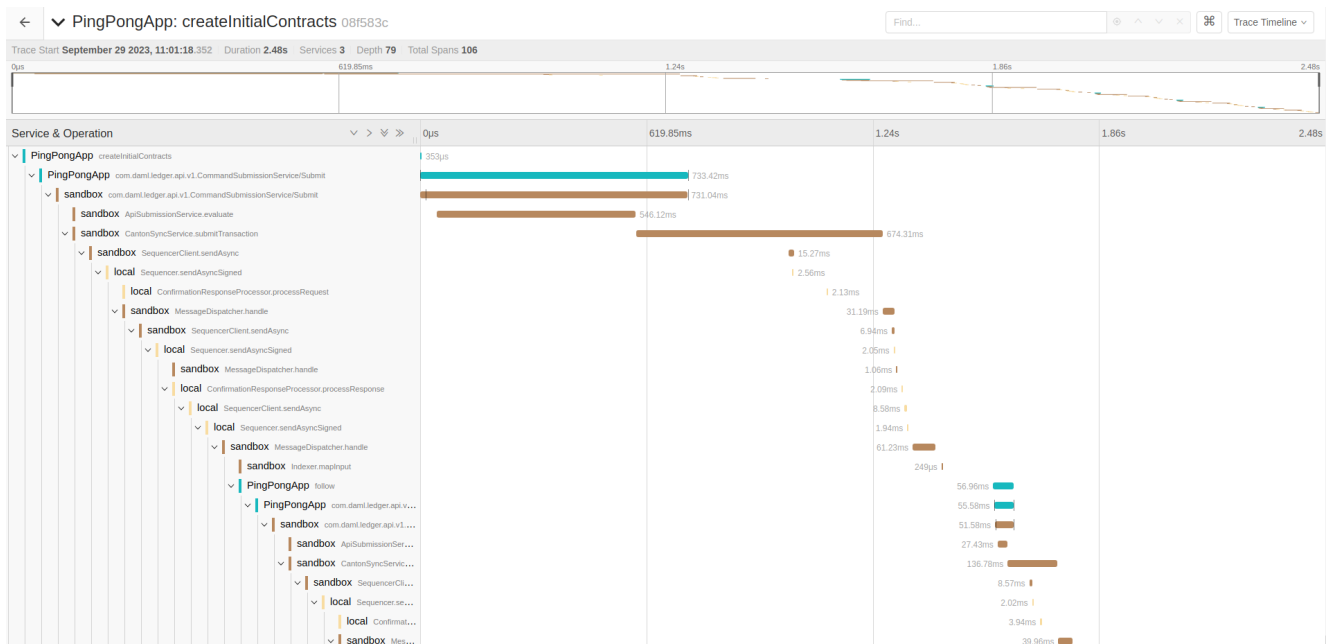 PingPongApp: createInitialContracts 08f583c
Find...
⌘
Trace Timeline
Trace Start September 29 2023, 11:01:18.352 Duration 2.48s Services 3 Depth 79 Total Spans 106
0μs 619.85ms 1.24s 1.86s 2.48s
Service & Operation 0μs 619.85ms 1.24s 1.86s 2.48s
PingPongApp createInitialContracts 353μs
PingPongApp com.daml.ledger.api.v1.CommandSubmissionService/Submit 733.42ms
sandbox com.daml.ledger.api.v1.CommandSubmissionService/Submit 731.04ms
sandbox ApiSubmissionService.evaluate 546.12ms
sandbox CantonSyncService.submitTransaction 674.31ms
sandbox SequencerClient.sendAsync 15.27ms
local Sequencer.sendAsyncSigned 2.56ms
local ConfirmationResponseProcessor.processRequest 2.13ms
sandbox MessageDispatcher.handle 31.19ms
sandbox SequencerClient.sendAsync 6.94ms
local Sequencer.sendAsyncSigned 2.05ms
sandbox MessageDispatcher.handle 1.06ms
local ConfirmationResponseProcessor.processResponse 2.09ms
local SequencerClient.sendAsync 8.58ms
local Sequencer.sendAsyncSigned 1.94ms
sandbox MessageDispatcher.handle 61.23ms
sandbox Indexer.mapInput 249μs
PingPongApp follow 56.96ms
PingPongApp com.daml.ledger.api.v... 55.58ms
sandbox com.daml.ledger.api.v1.... 51.58ms
sandbox ApiSubmissionSer... 27.43ms
sandbox CantonSyncServic... 136.78ms
sandbox SequencerCli... 8.57ms
local Sequencer.se... 2.02ms
local Confirmat... 3.94ms
sandbox Mes... 39.96ms